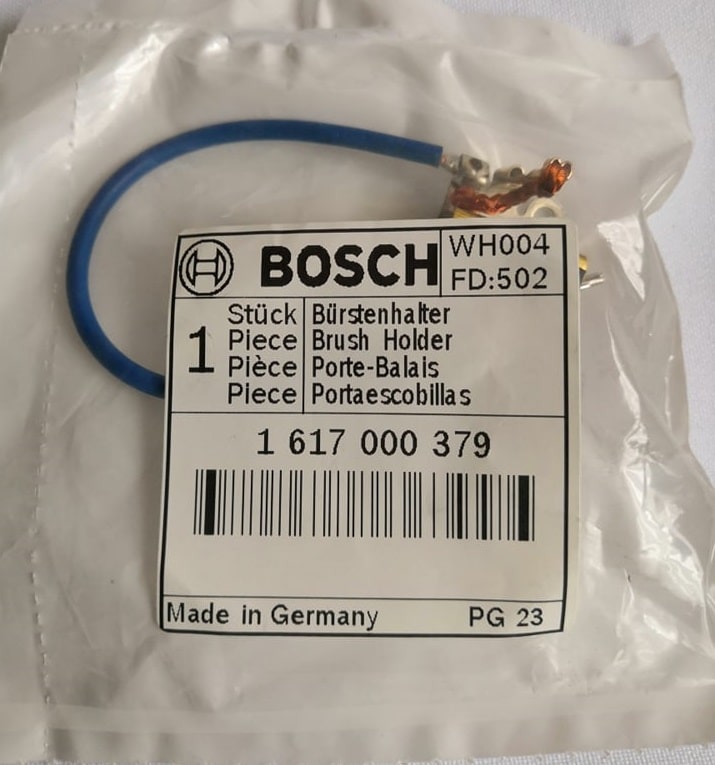 BOSCH
WH004
FD:502
1
Stück Bürstenhalter
Piece Brush Holder
Pièce Porte-Balais
Piece Portaescobillas
1 617 000 379
Made in Germany PG 23